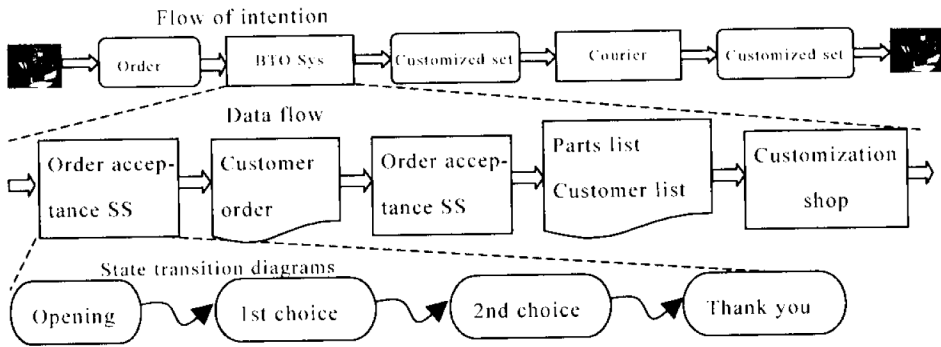 Flow of intention
Order
BTO Sys
Customized set
Courier
Customized set
Data flow
Order accep-
tance SS
Customer
order
Order accep-
tance SS
Parts list
Customer list
Customization
shop
State transition diagrams
Opening
1st choice
2nd choice
Thank you